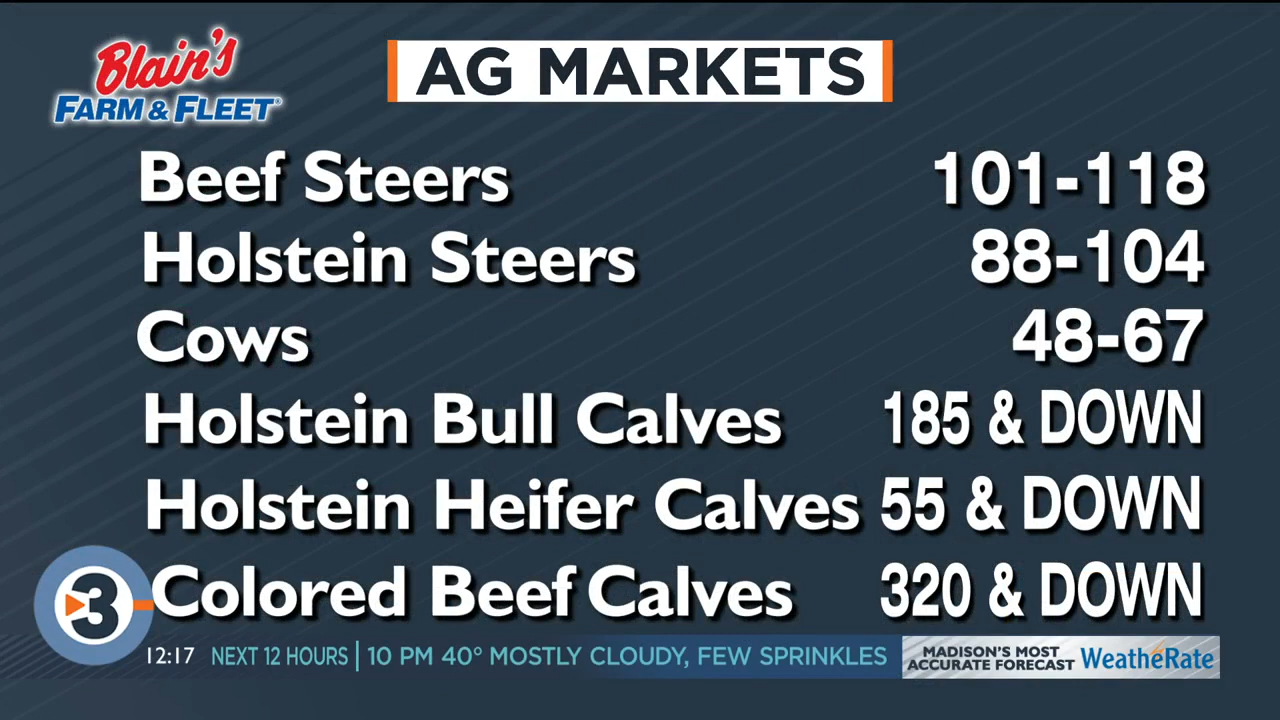 Blain's
FARM & FLEET®
AG MARKETS
Beef Steers 101-118
Holstein Steers 88-104
Cows 48-67
Holstein Bull Calves 185 & DOWN
Holstein Heifer Calves 55 & DOWN
Colored Beef Calves 320 & DOWN
3
12:17 NEXT 12 HOURS | 10 PM 40° MOSTLY CLOUDY, FEW SPRINKLES
MADISON'S MOST
ACCURATE FORECAST
WeatheRate